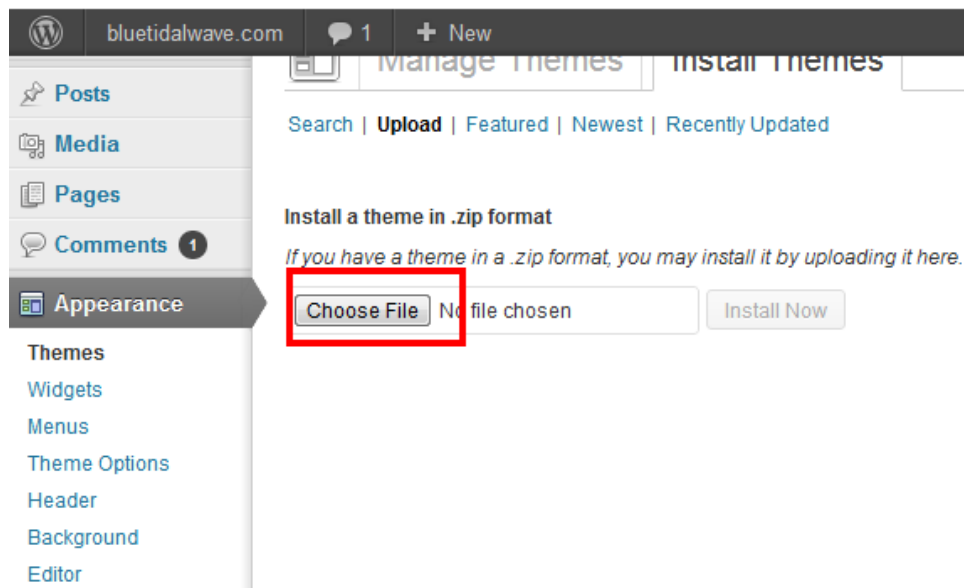 bluetidalwave.com 1 + New
Manage Themes Install Themes
Posts
Media
Pages
Comments 1
Appearance
Themes
Widgets
Menus
Theme Options
Header
Background
Editor
Search | Upload | Featured | Newest | Recently Updated
Install a theme in .zip format
If you have a theme in a .zip format, you may install it by uploading it here.
Choose File No file chosen Install Now